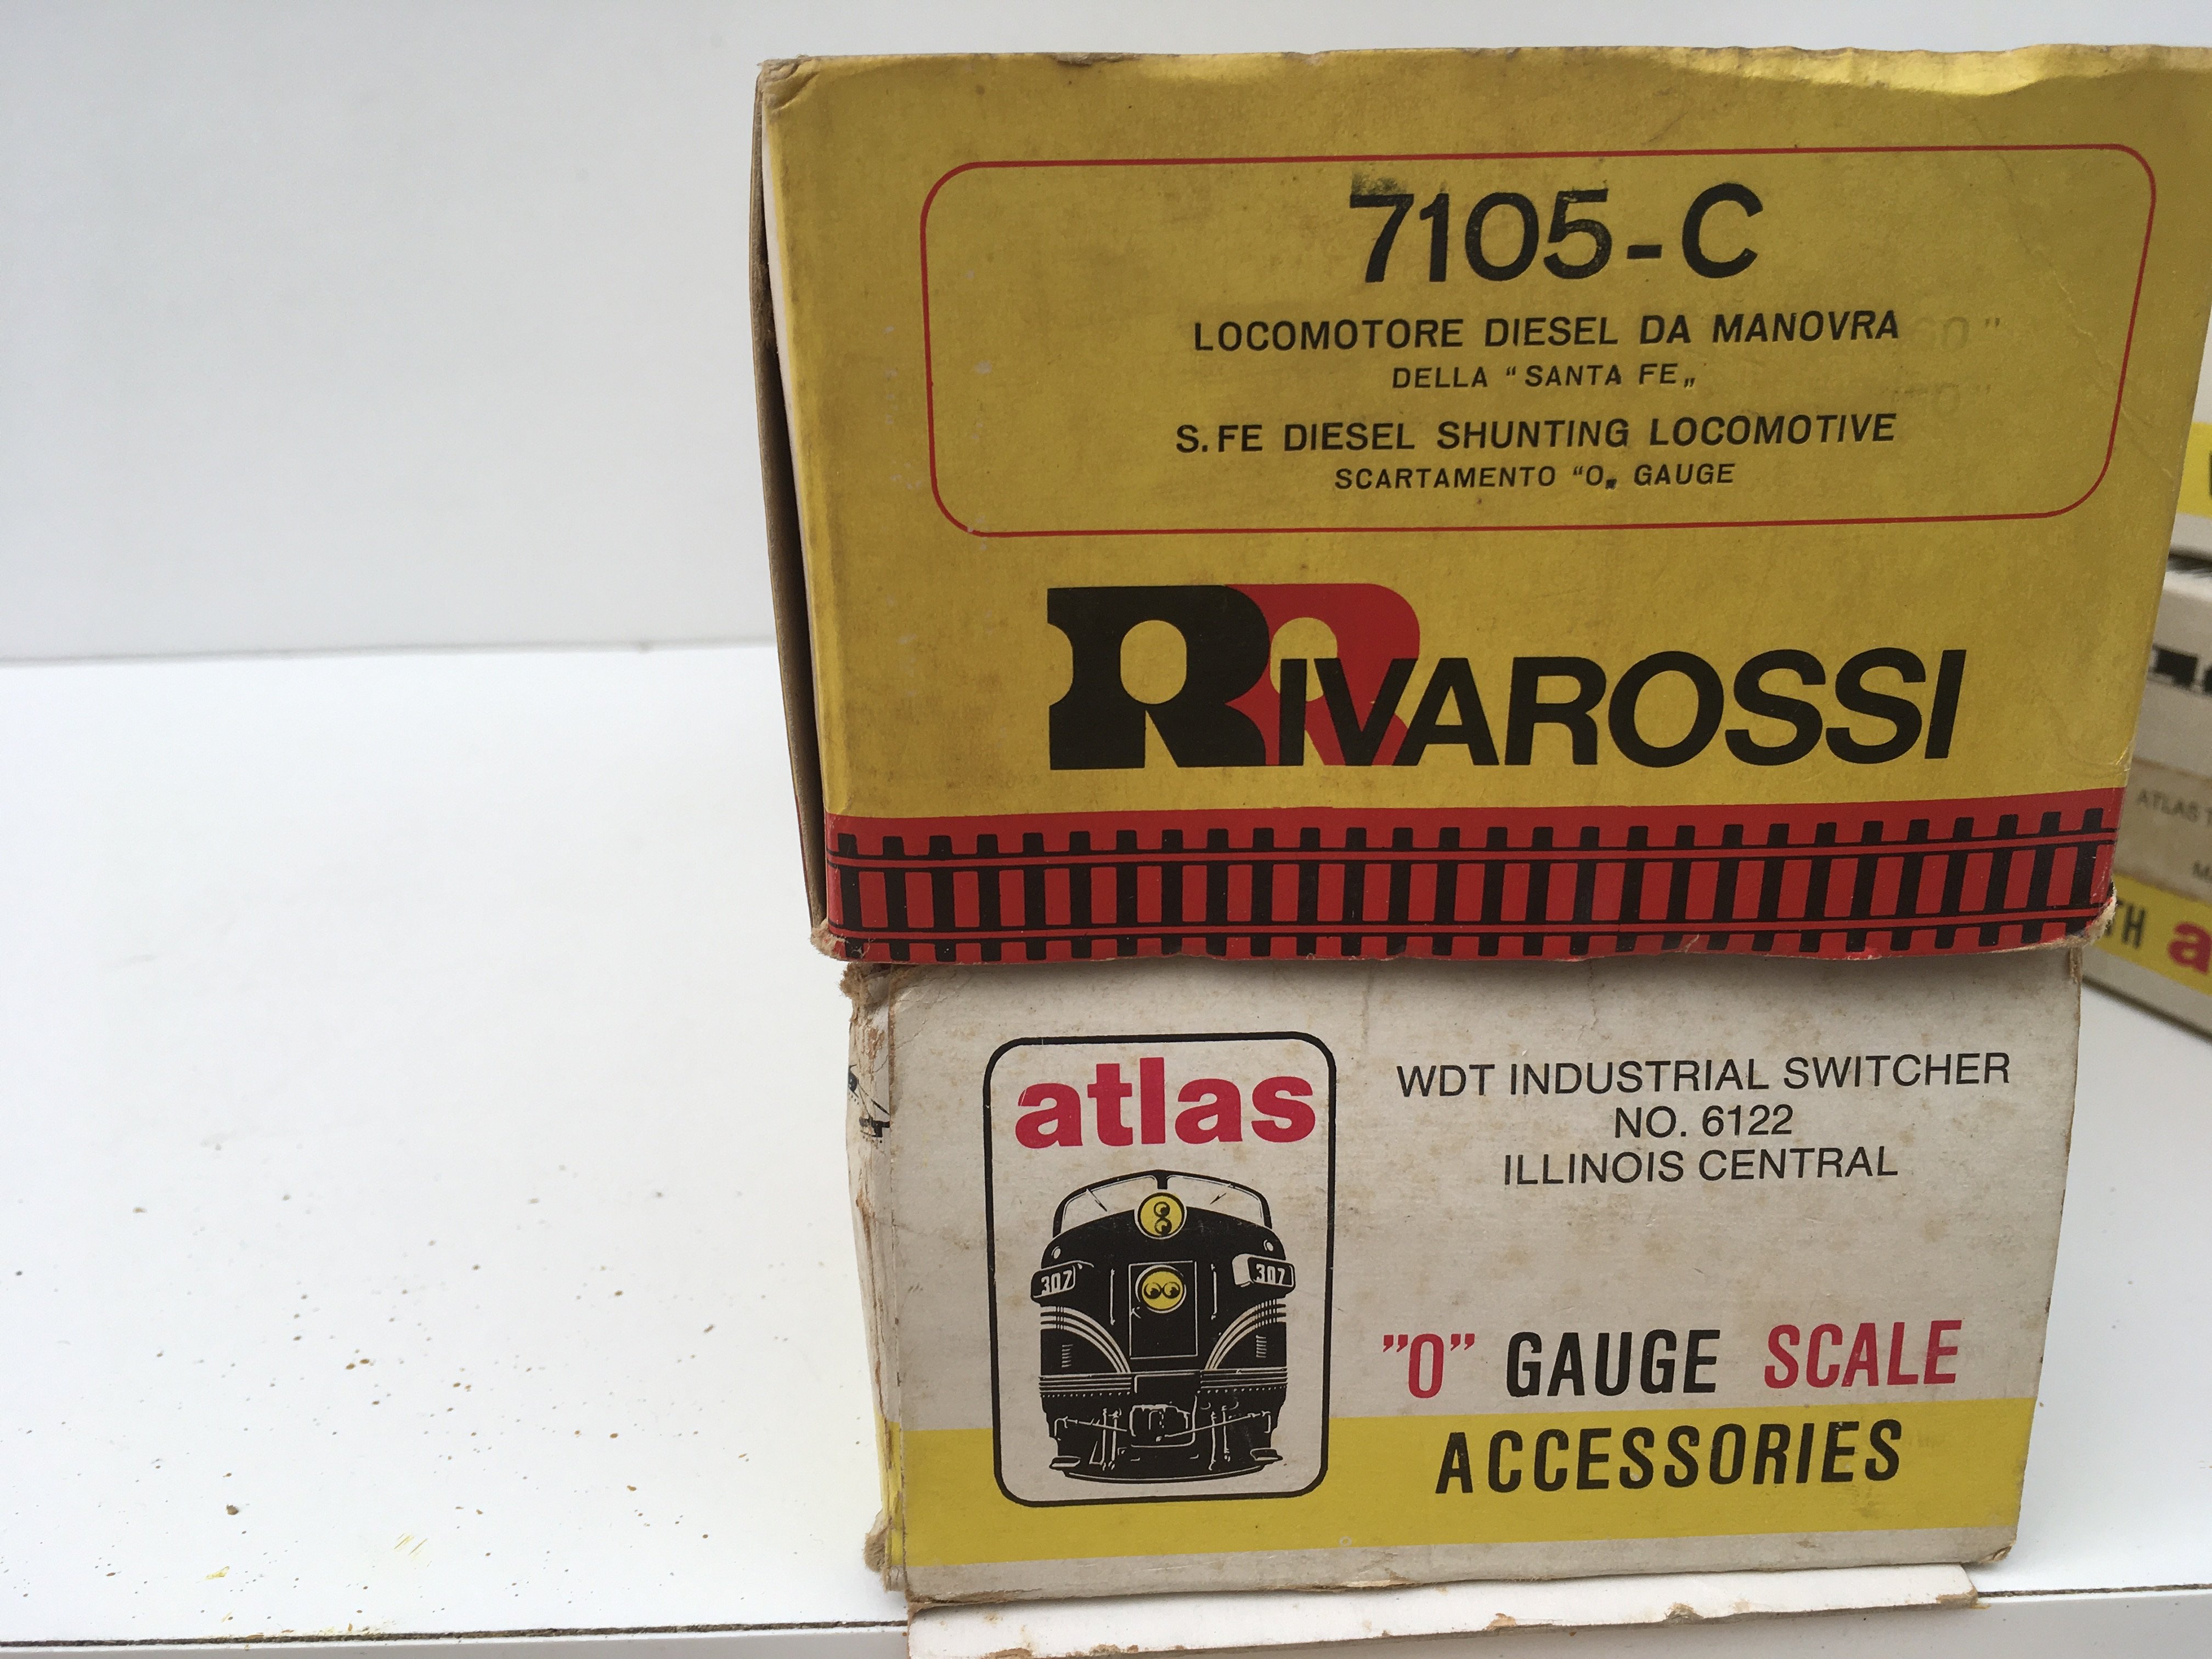 7105-C
LOCOMOTORE DIESEL DA MANOVRA
DELLA “SANTA FE„
S.FE DIESEL SHUNTING LOCOMOTIVE
SCARTAMENTO “O„ GAUGE
RIVAROSSI
atlas
307
307
WDT INDUSTRIAL SWITCHER
NO. 6122
ILLINOIS CENTRAL
"O" GAUGE SCALE
ACCESSORIES
ATLAS